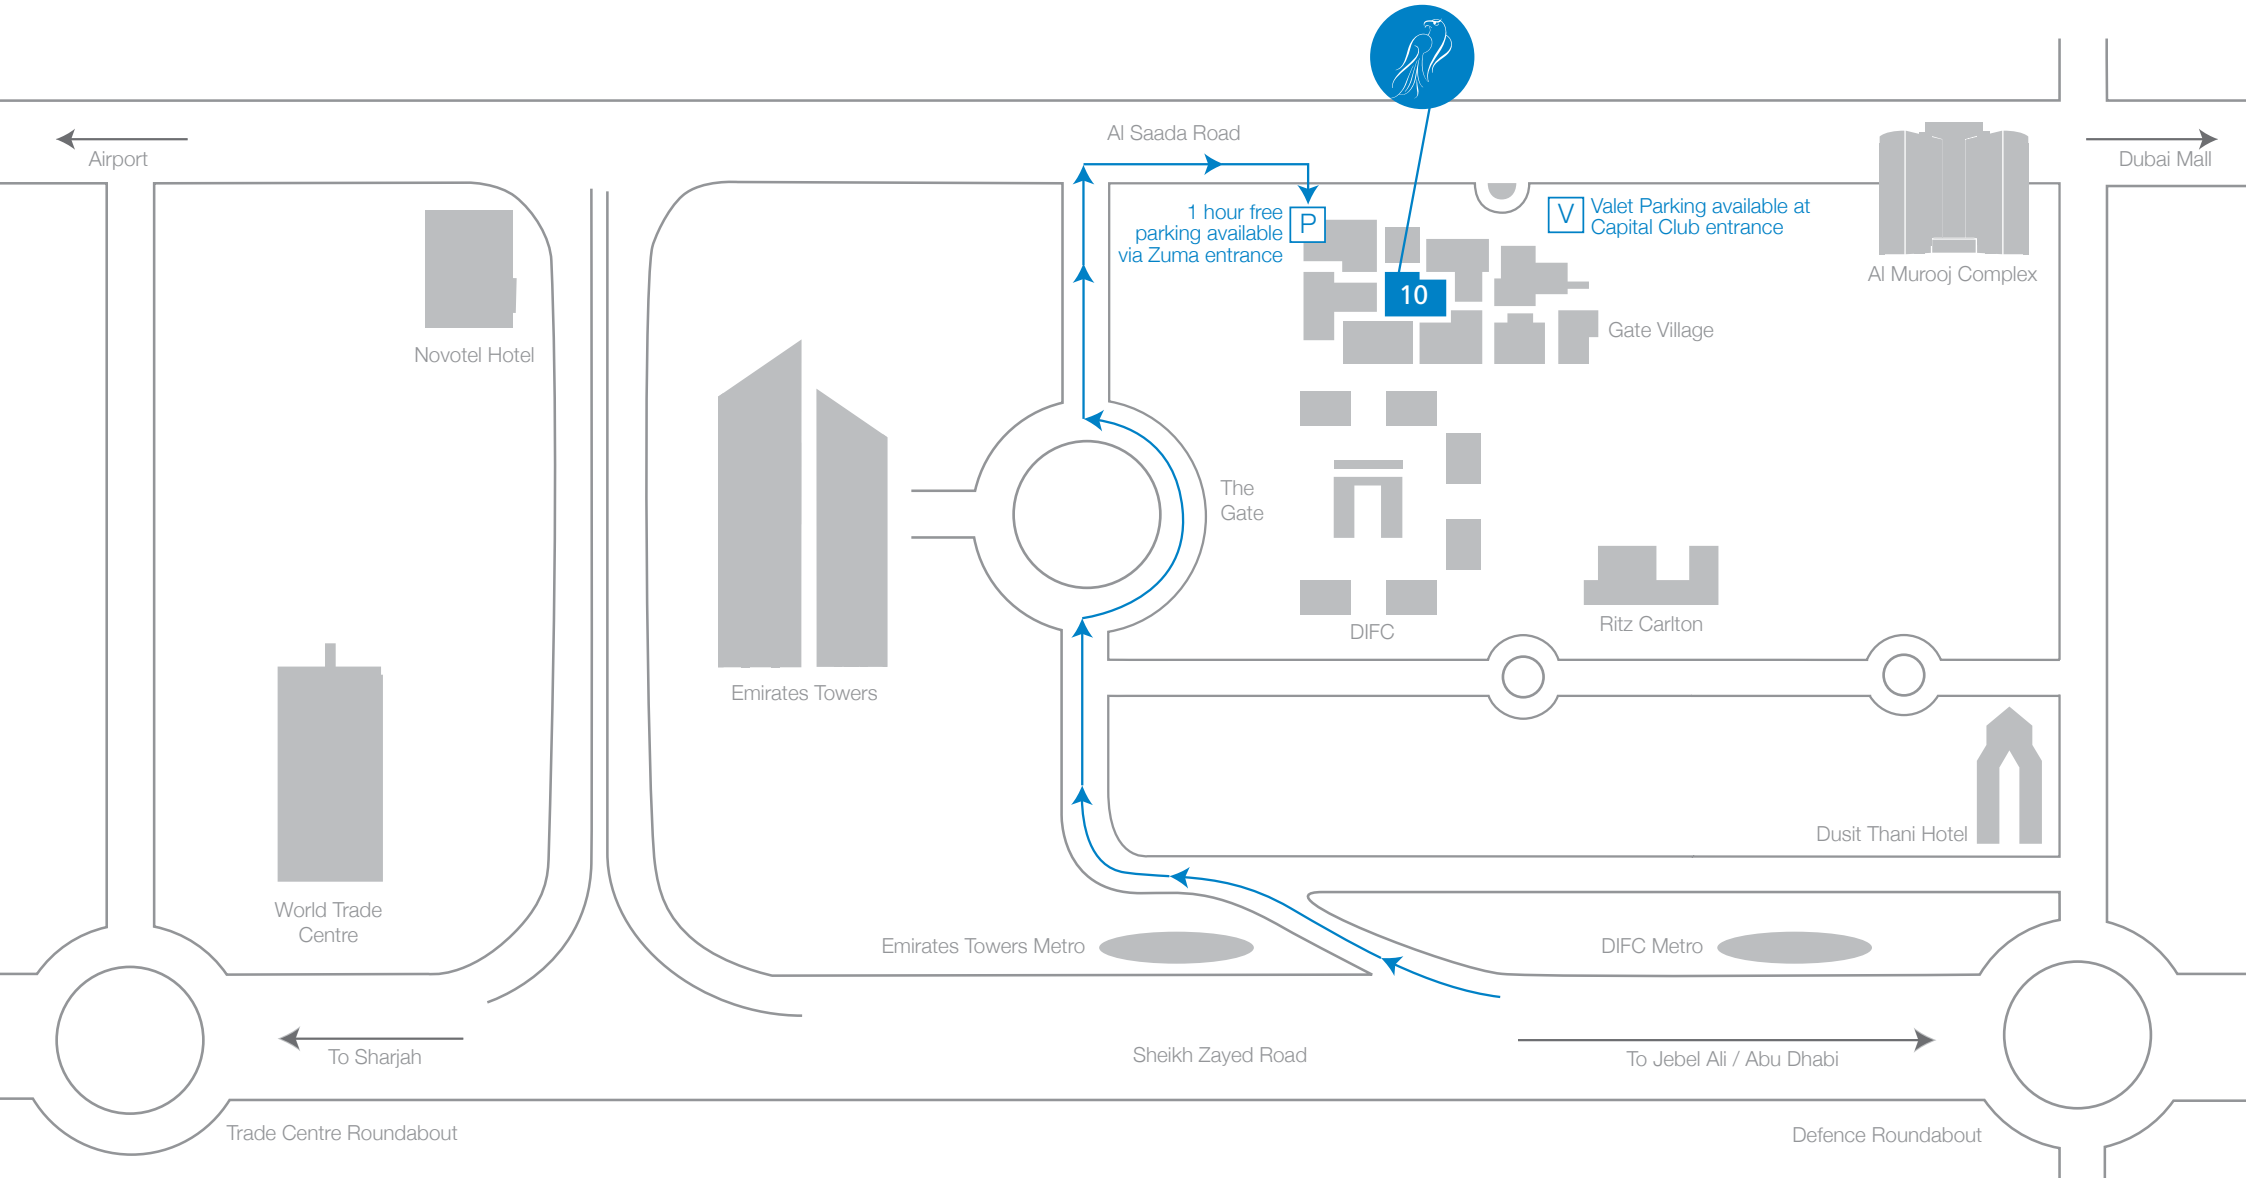 Al Saada Road
Airport
Dubai Mall
1 hour free
parking available
via Zuma entrance
P
V
Valet Parking available at
Capital Club entrance
Al Murooj Complex
10
Gate Village
Novotel Hotel
The
Gate
Ritz Carlton
DIFC
Emirates Towers
Dusit Thani Hotel
World Trade
Centre
Emirates Towers Metro
DIFC Metro
To Sharjah
Sheikh Zayed Road
To Jebel Ali / Abu Dhabi
Trade Centre Roundabout
Defence Roundabout